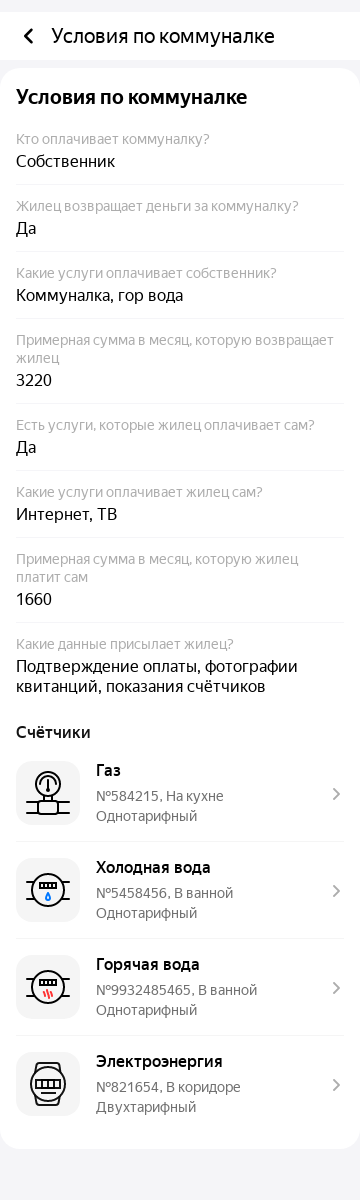 Условия по коммуналке
Условия по коммуналке
Кто оплачивает коммуналку?
Собственник
Жилец возвращает деньги за коммуналку?
Да
Какие услуги оплачивает собственник?
Коммуналка, гор вода
Примерная сумма в месяц, которую возвращает
жилец
3220
Есть услуги, которые жилец оплачивает сам?
Да
Какие услуги оплачивает жилец сам?
Интернет, ТВ
Примерная сумма в месяц, которую жилец
платит сам
1660
Какие данные присылает жилец?
Подтверждение оплаты, фотографии
квитанций, показания счётчиков
Счётчики
Газ
№584215, На кухне
Однотарифный
Холодная вода
№5458456, В ванной
Однотарифный
Горячая вода
№9932485465, В ванной
Однотарифный
Электроэнергия
№821654, В коридоре
Двухтарифный